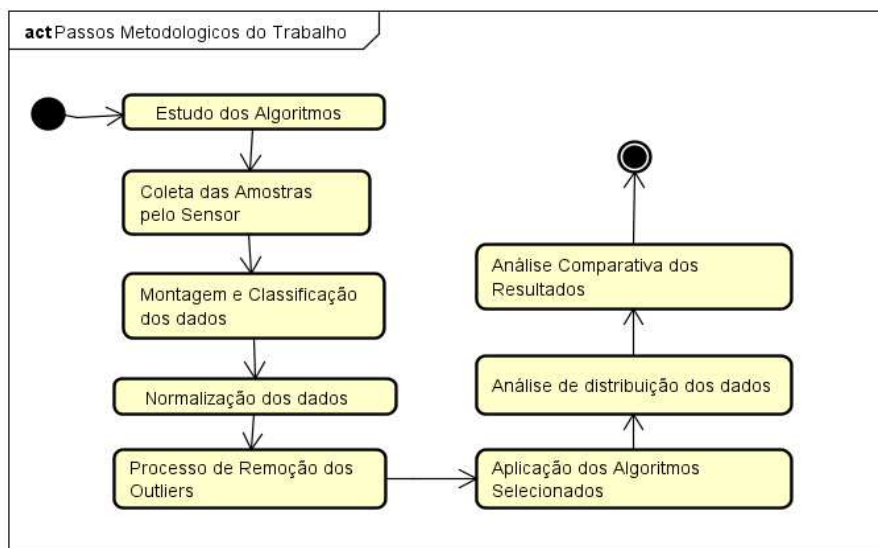 act Passos Metodologicos do Trabalho
Estudo dos Algoritmos
Coleta das Amostras
pelo Sensor
Montagem e Classificação
dos dados
Normalização dos dados
Processo de Remoção dos
Outliers
Aplicação dos Algoritmos
Selecionados
Análise de distribuição dos dados
Análise Comparativa dos
Resultados